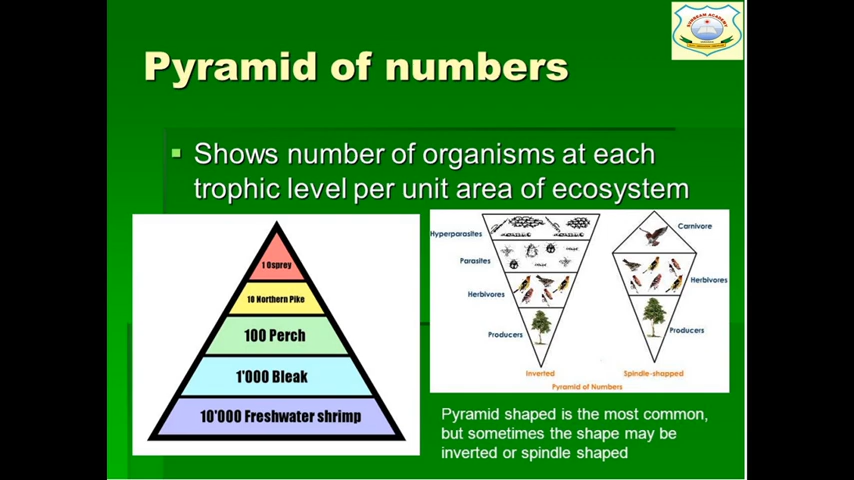 SUNBEAM ACADEMY
Pyramid of numbers
Shows number of organisms at each
trophic level per unit area of ecosystem
1 Osprey
10 Northern Pike
100 Perch
1'000 Bleak
10'000 Freshwater shrimp
Hyperparasites
Parasites
Herbivores
Producers
Inverted
Carnivore
Herbivores
Producers
Spindle-shapped
Pyramid of Numbers
Pyramid shaped is the most common,
but sometimes the shape may be
inverted or spindle shaped